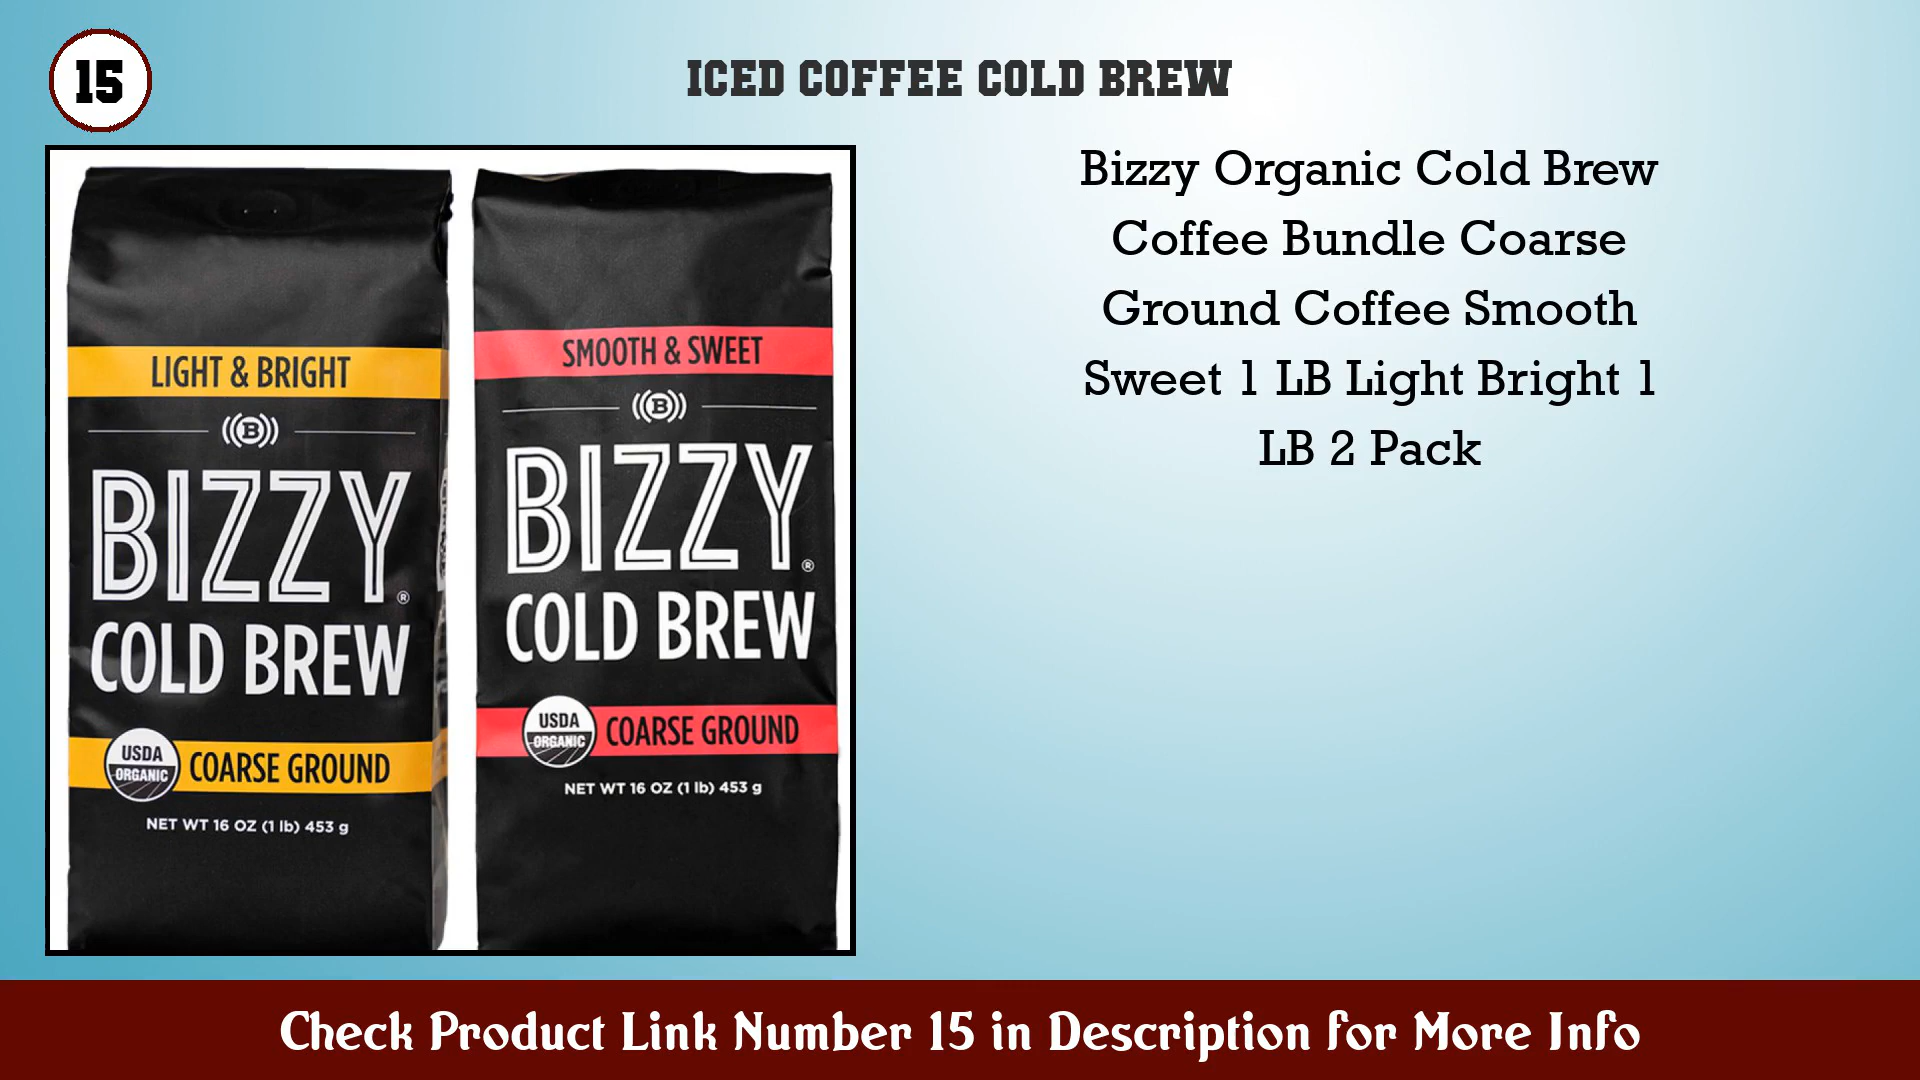 15
ICED COFFEE COLD BREW
LIGHT & BRIGHT
B
BIZZY®
COLD BREW
USDA
ORGANIC
COARSE GROUND
NET WT 16 OZ (1 lb) 453 g
SMOOTH & SWEET
B
BIZZY®
COLD BREW
USDA
ORGANIC
COARSE GROUND
NET WT 16 OZ (1 lb) 453 g
Bizzy Organic Cold Brew
Coffee Bundle Coarse
Ground Coffee Smooth
Sweet 1 LB Light Bright 1
LB 2 Pack
Check Product Link Number 15 in Description for More Info